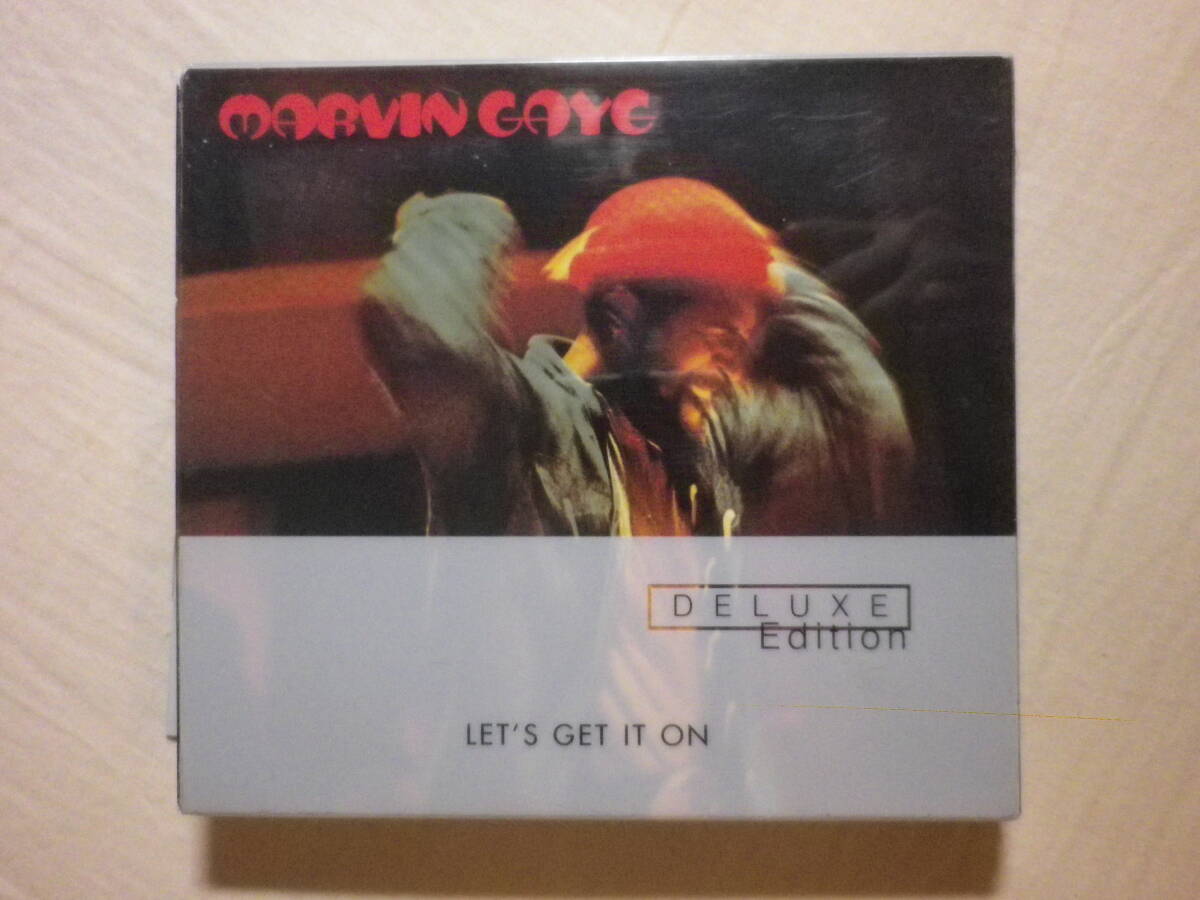 MARVIN GAYE
DELUXE
Edition
LET'S GET IT ON